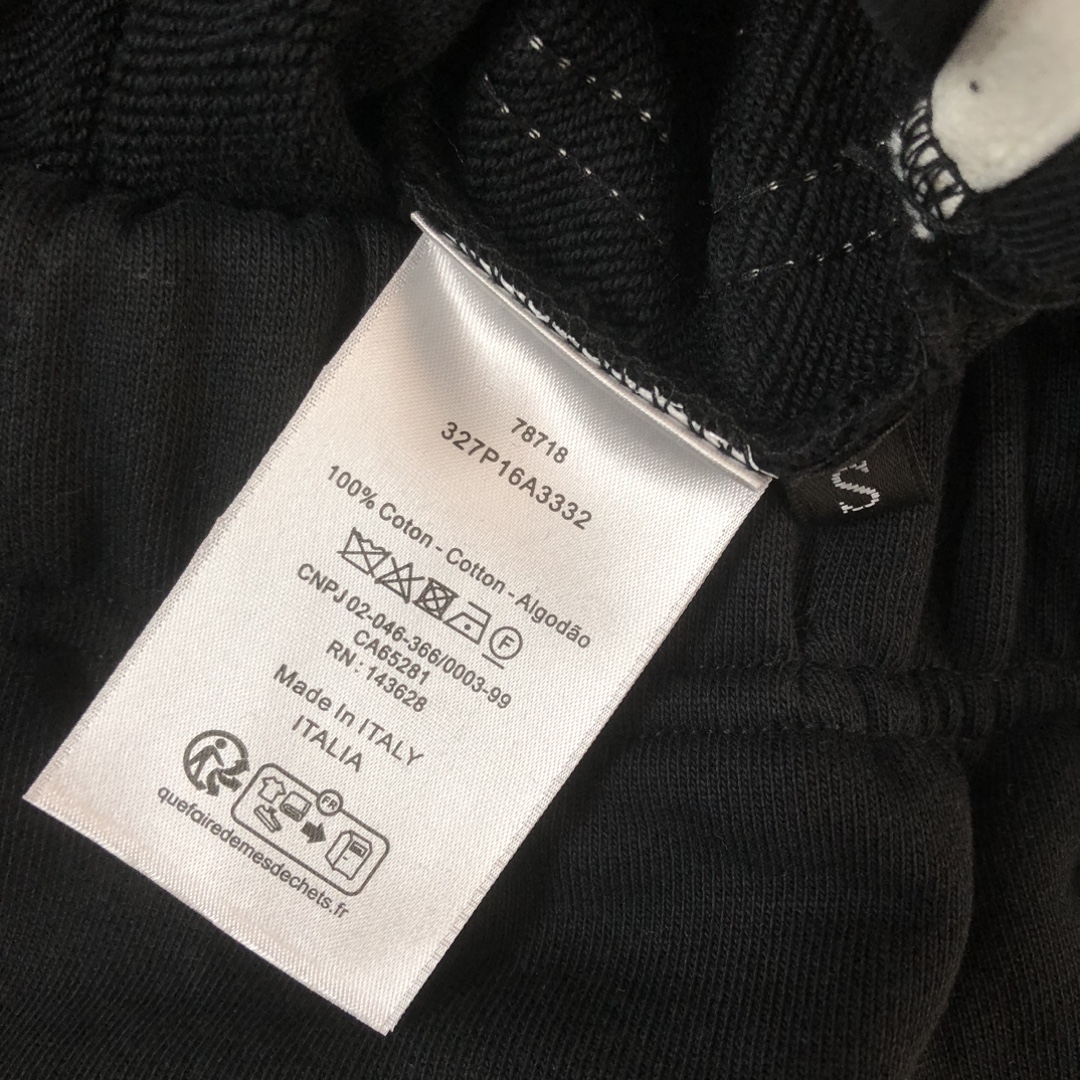 78718
327P16A3332
100% Coton - Cotton - Algodão
F
CNPJ 02-046-366/0003-99
CA65281
RN : 143628
Made In ITALY
ITALIA
FR
quefairedemesdechets.fr
S